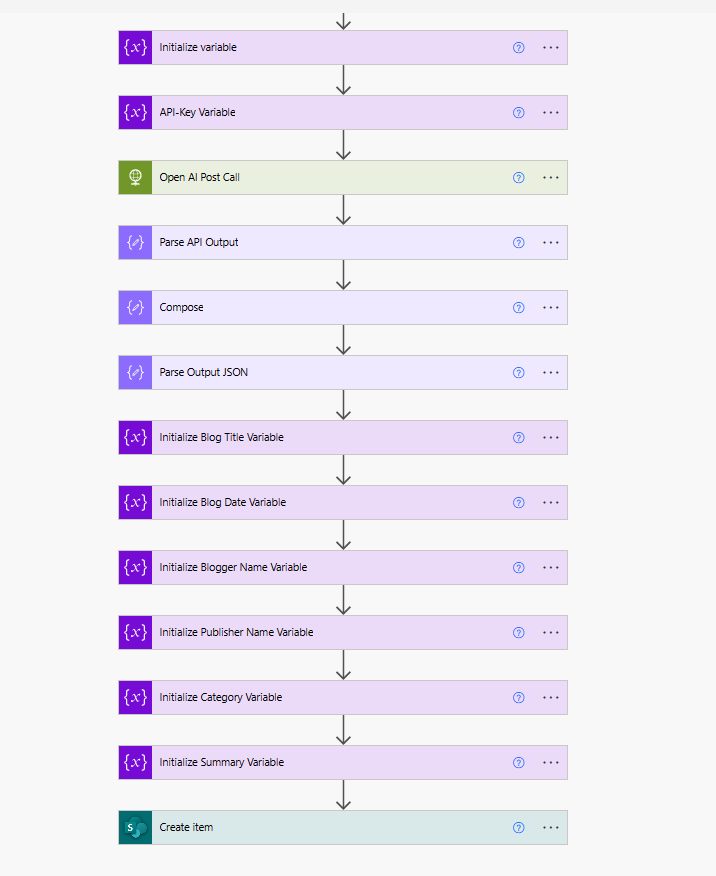 {x} Initialize variable ?
{x} API-Key Variable ?
Open AI Post Call ?
Parse API Output ?
Compose ?
Parse Output JSON ?
{x} Initialize Blog Title Variable ?
{x} Initialize Blog Date Variable ?
{x} Initialize Blogger Name Variable ?
{x} Initialize Publisher Name Variable ?
{x} Initialize Category Variable ?
{x} Initialize Summary Variable ?
S Create item ?